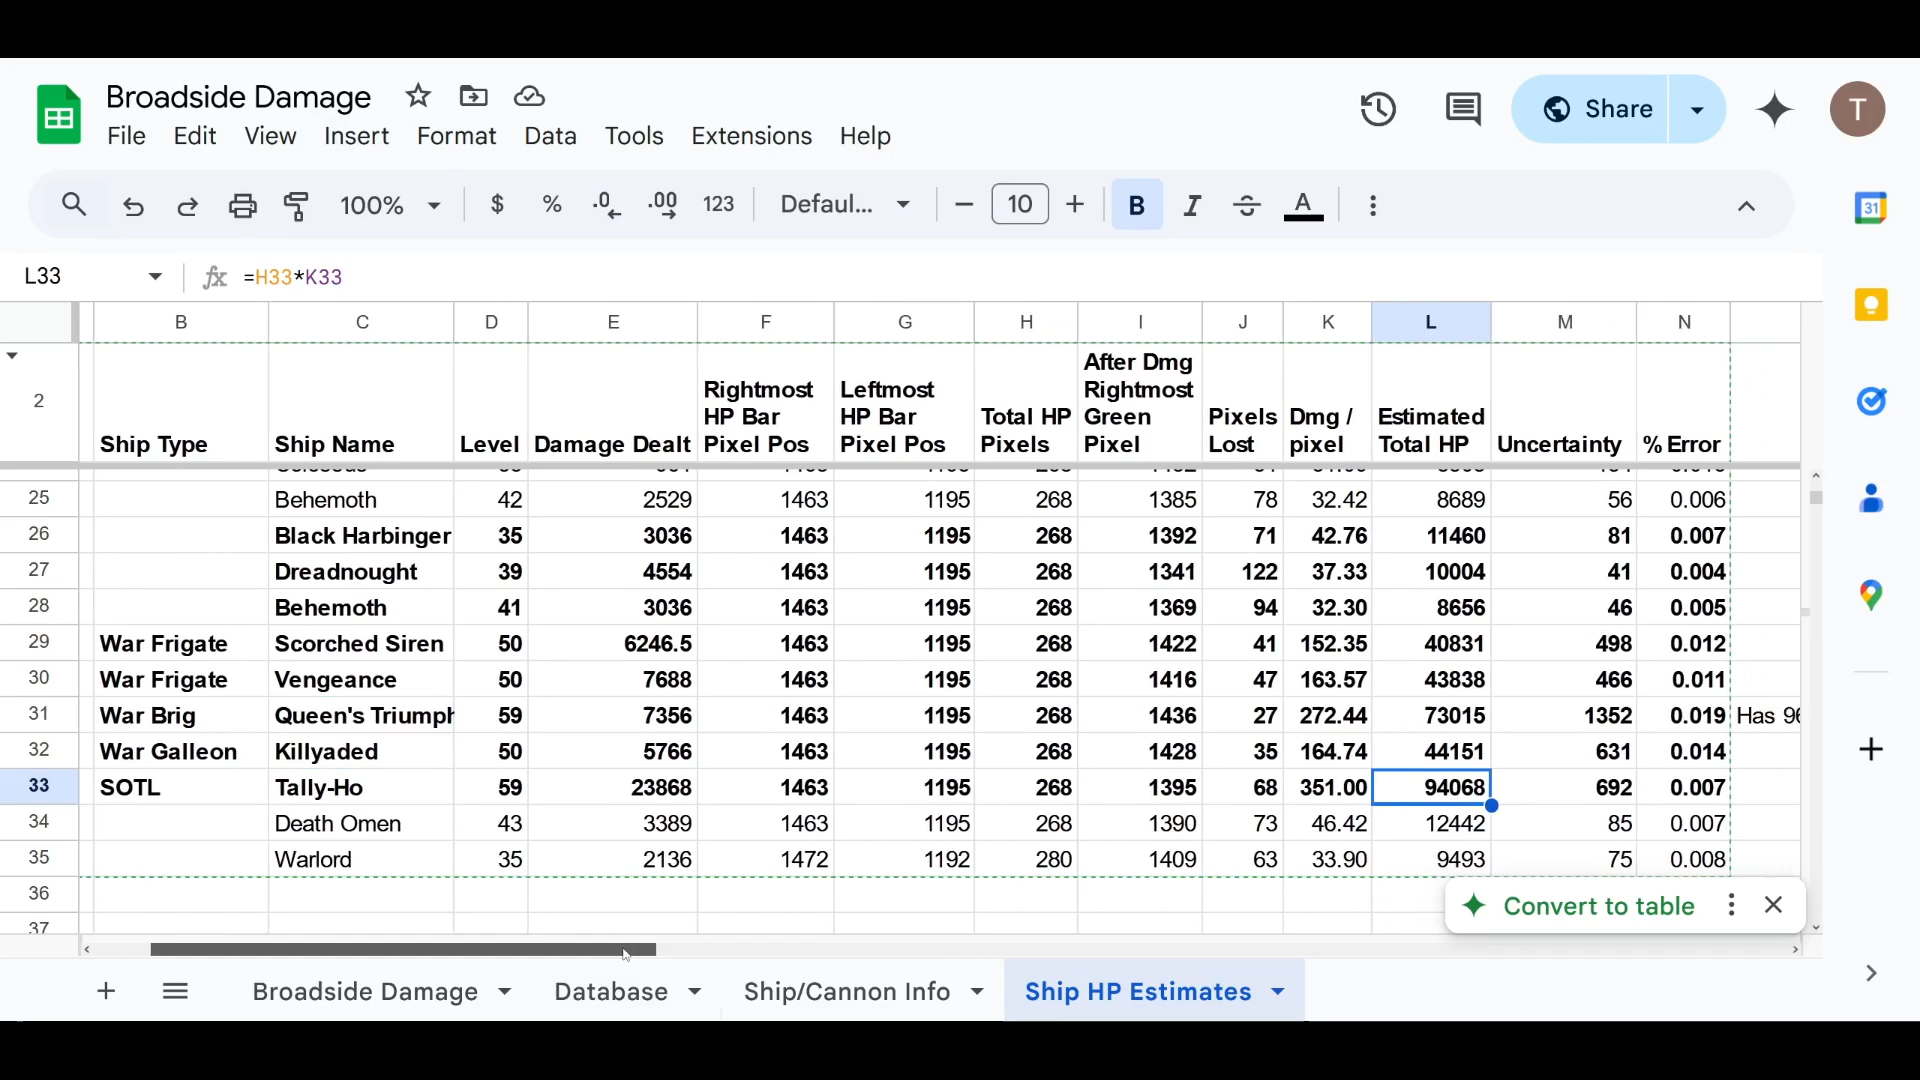 Broadside Damage
File Edit View Insert Format Data Tools Extensions Help
Share
T
100% $ % .0 .00 123 Defaul... 10 B I S A
31
L33 fx =H33*K33
B C D E F G H I J K L M N
2 Ship Type Ship Name Level Damage Dealt Rightmost HP Bar Pixel Pos Leftmost HP Bar Pixel Pos Total HP Pixels After Dmg Rightmost Green Pixel Pixels Lost Dmg / pixel Estimated Total HP Uncertainty % Error
25 Behemoth 42 2529 1463 1195 268 1385 78 32.42 8689 56 0.006
26 Black Harbinger 35 3036 1463 1195 268 1392 71 42.76 11460 81 0.007
27 Dreadnought 39 4554 1463 1195 268 1341 122 37.33 10004 41 0.004
28 Behemoth 41 3036 1463 1195 268 1369 94 32.30 8656 46 0.005
29 War Frigate Scorched Siren 50 6246.5 1463 1195 268 1422 41 152.35 40831 498 0.012
30 War Frigate Vengeance 50 7688 1463 1195 268 1416 47 163.57 43838 466 0.011
31 War Brig Queen's Triumph 59 7356 1463 1195 268 1436 27 272.44 73015 1352 0.019 Has 96
32 War Galleon Killyaded 50 5766 1463 1195 268 1428 35 164.74 44151 631 0.014
33 SOTL Tally-Ho 59 23868 1463 1195 268 1395 68 351.00 94068 692 0.007
34 Death Omen 43 3389 1463 1195 268 1390 73 46.42 12442 85 0.007
35 Warlord 35 2136 1472 1192 280 1409 63 33.90 9493 75 0.008
36
37
Convert to table
Broadside Damage Database Ship/Cannon Info Ship HP Estimates